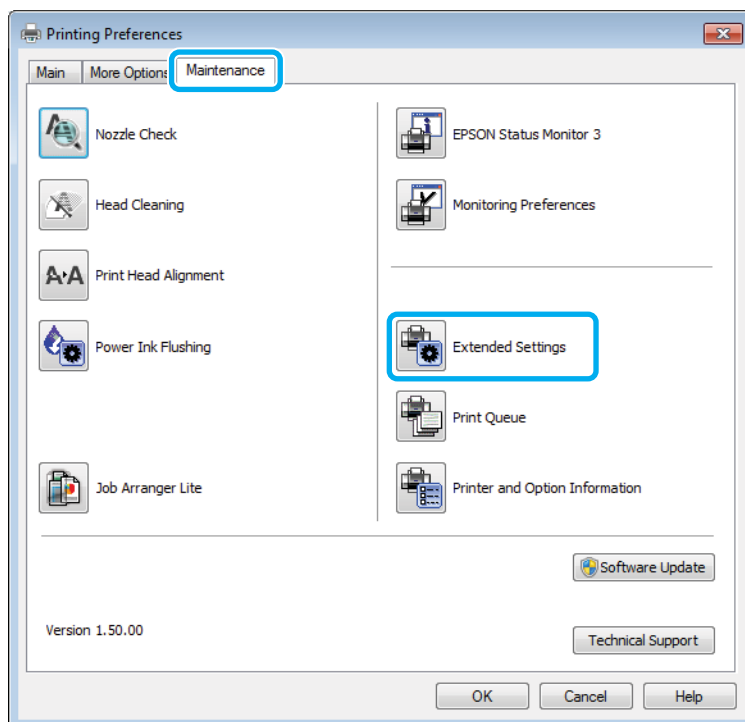 Printing Preferences
Main More Options Maintenance
Nozzle Check
EPSON Status Monitor 3
Head Cleaning
Monitoring Preferences
Print Head Alignment
Power Ink Flushing
Extended Settings
Print Queue
Job Arranger Lite
Printer and Option Information
Software Update
Version 1.50.00
Technical Support
OK Cancel Help